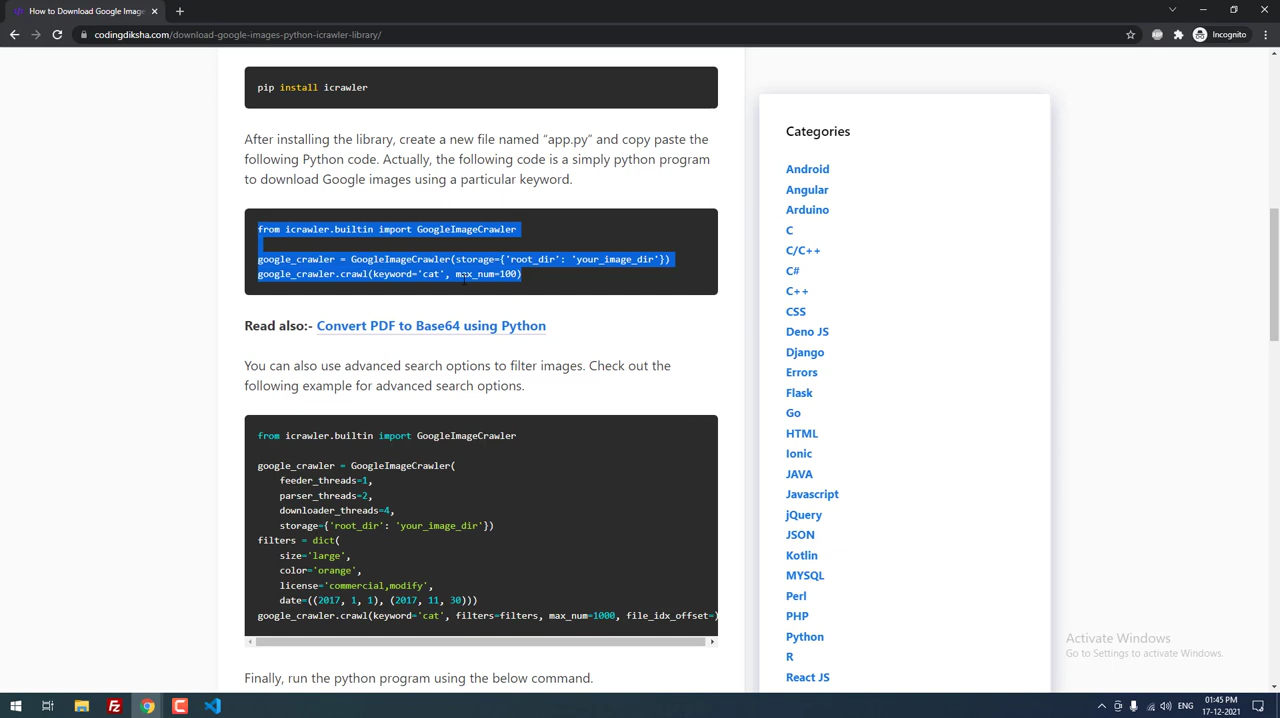 How to Download Google Images
codingdiksha.com/download-google-images-python-icrawler-library/
Incognito
pip install icrawler
After installing the library, create a new file named “app.py” and copy paste the
following Python code. Actually, the following code is a simply python program
to download Google images using a particular keyword.
from icrawler.builtin import GoogleImageCrawler
google_crawler = GoogleImageCrawler(storage={'root_dir': 'your_image_dir'})
google_crawler.crawl(keyword='cat', max_num=100)
Read also:- Convert PDF to Base64 using Python
You can also use advanced search options to filter images. Check out the
following example for advanced search options.
from icrawler.builtin import GoogleImageCrawler
google_crawler = GoogleImageCrawler(
feeder_threads=1,
parser_threads=2,
downloader_threads=4,
storage={'root_dir': 'your_image_dir'})
filters = dict(
size='large',
color='orange',
license='commercial,modify',
date=((2017, 1, 1), (2017, 11, 30)))
google_crawler.crawl(keyword='cat', filters=filters, max_num=1000, file_idx_offset=)
Finally, run the python program using the below command.
Categories
Android
Angular
Arduino
C
C/C++
C#
C++
CSS
Deno JS
Django
Errors
Flask
Go
HTML
Ionic
JAVA
Javascript
jQuery
JSON
Kotlin
MYSQL
Perl
PHP
Python
R
React JS
Activate Windows
Go to Settings to activate Windows.
ENG
01:45 PM
17-12-2021